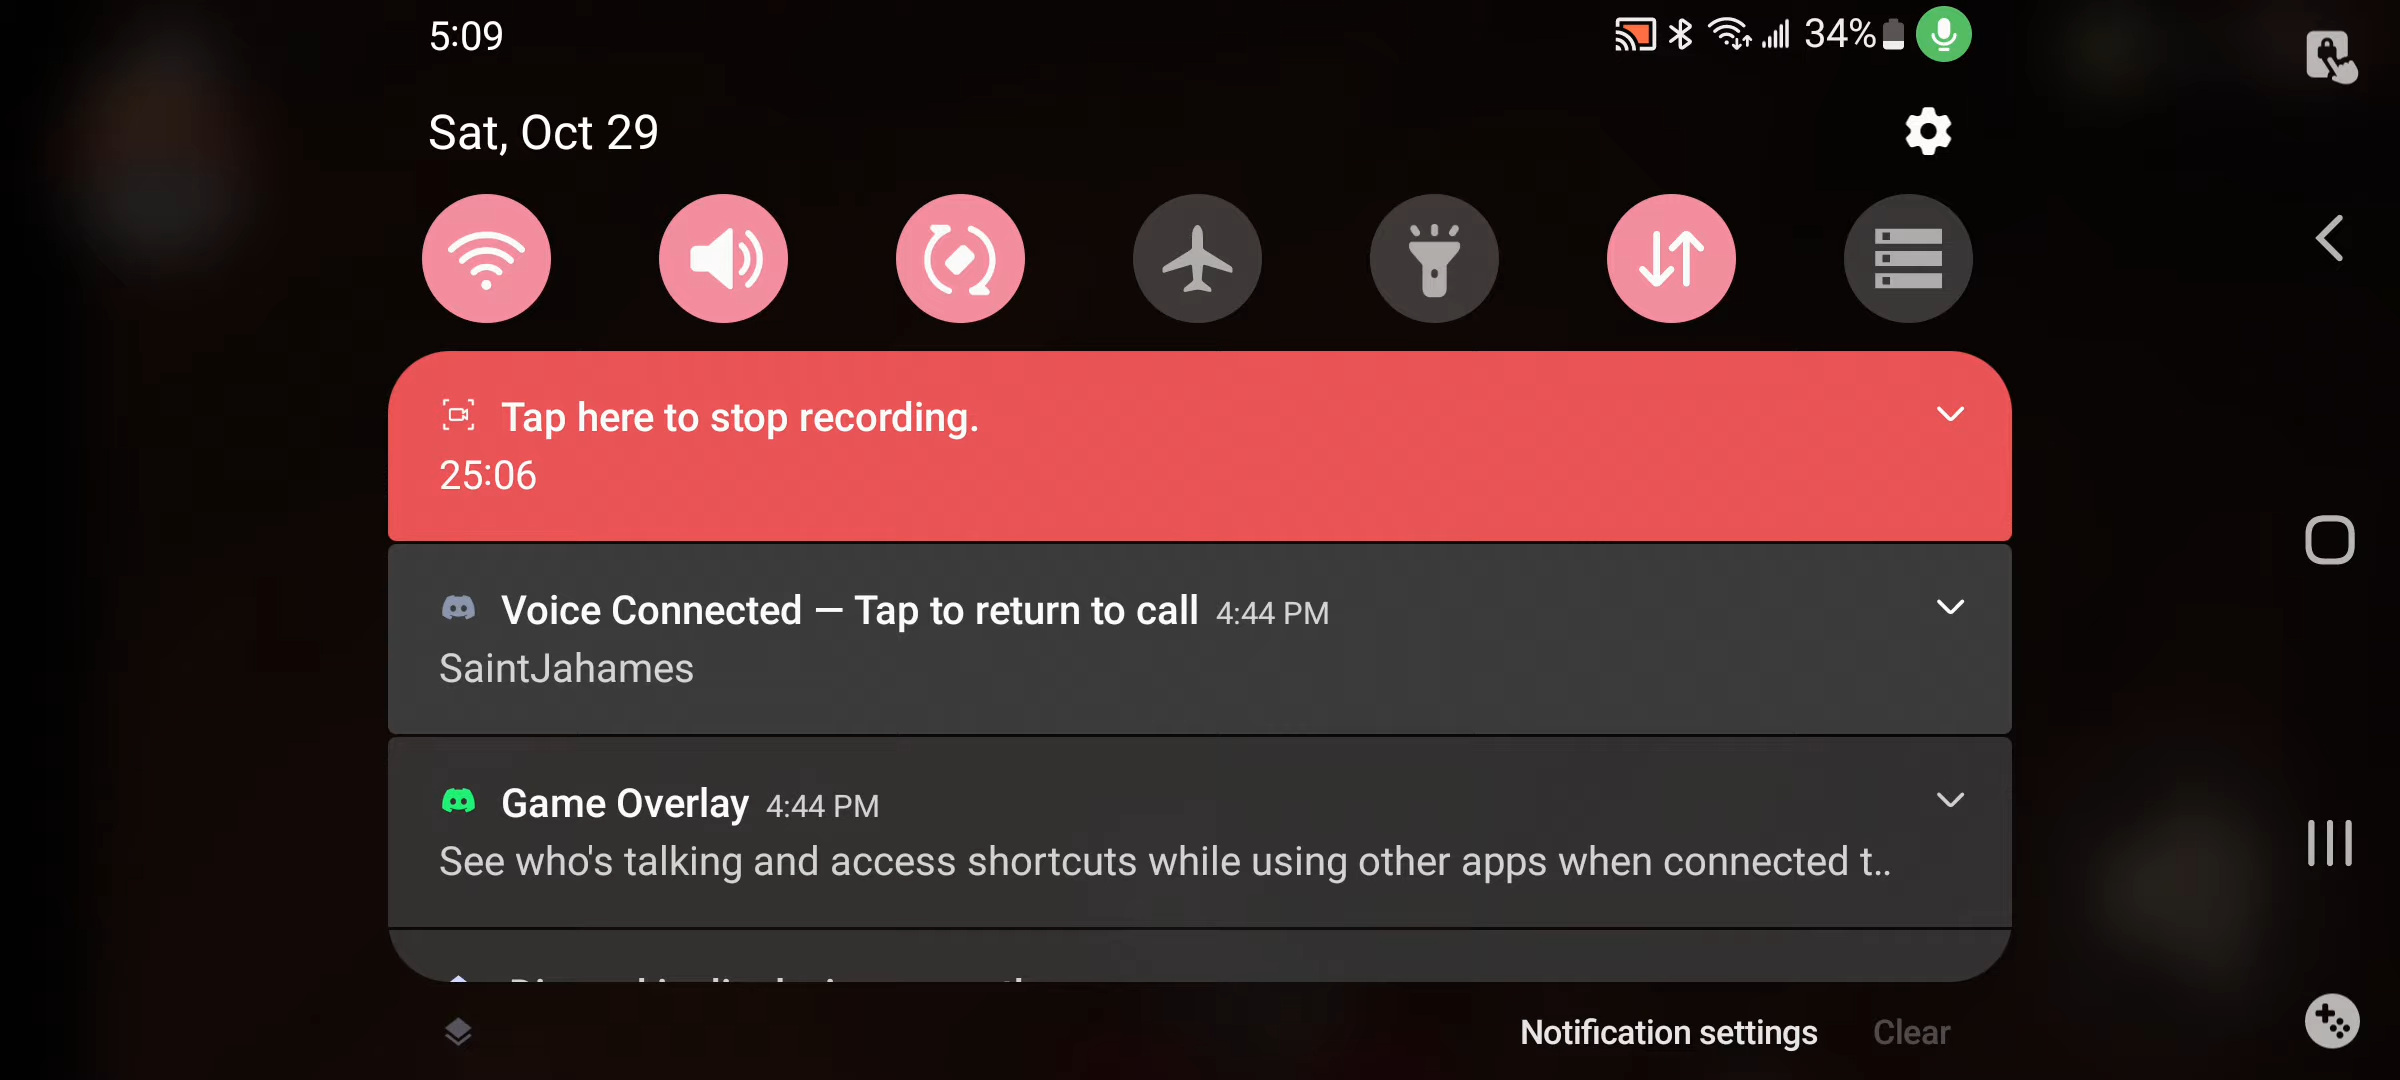 5:09
34%
Sat, Oct 29
Tap here to stop recording.
25:06
Voice Connected — Tap to return to call 4:44 PM
SaintJahames
Game Overlay 4:44 PM
See who's talking and access shortcuts while using other apps when connected t..
Notification settings Clear